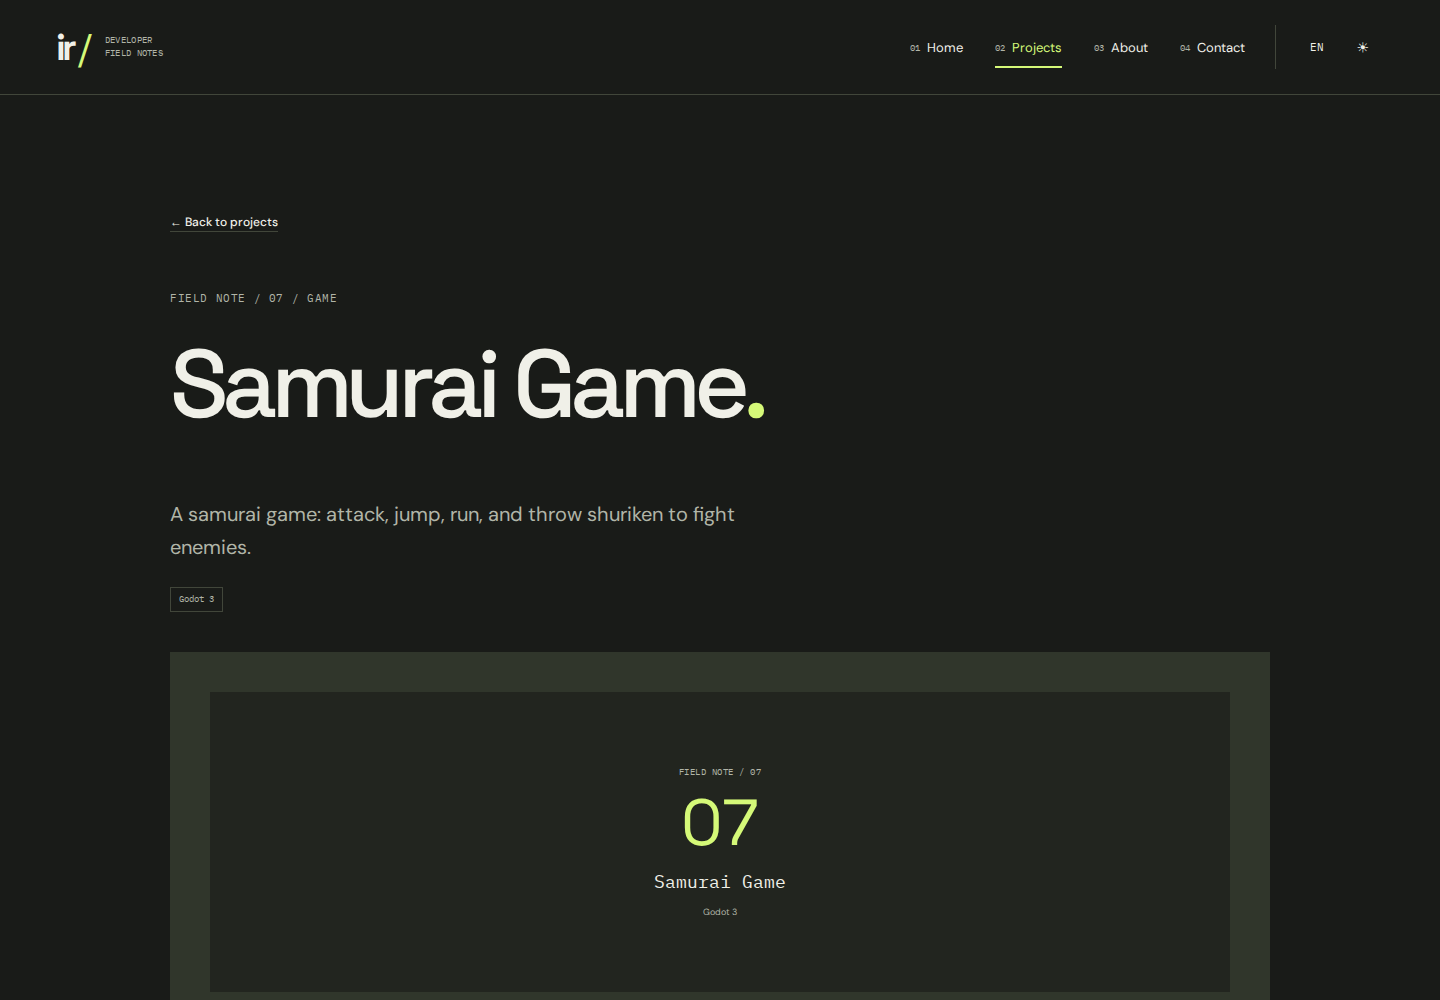 ir/
DEVELOPER
FIELD NOTES
01 Home
02 Projects
03 About
04 Contact
EN
← Back to projects
FIELD NOTE / 07 / GAME
Samurai Game.
A samurai game: attack, jump, run, and throw shuriken to fight
enemies.
Godot 3
FIELD NOTE / 07
07
Samurai Game
Godot 3